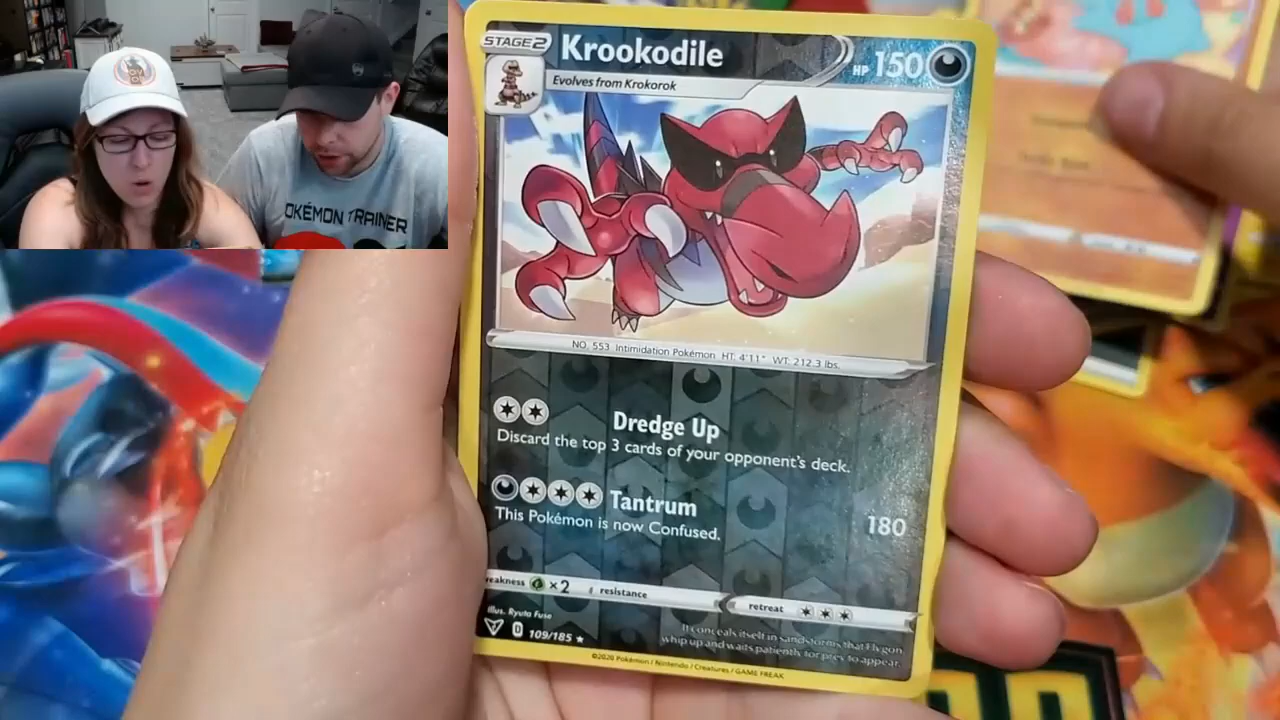 POKÉMON TRAINER
STAGE 2
Krookodile
HP 150
Evolves from Krokorok
NO. 553 Intimidation Pokémon HT: 4'11" WT: 212.3 lbs.
Dredge Up
Discard the top 3 cards of your opponent's deck.
Tantrum 180
This Pokémon is now Confused.
weakness ×2 resistance retreat
Illus. Ryuta Fuse
D 109/185 ★
It conceals itself in sandstorms that Flygon
whip up and waits patiently for prey to appear.
©2020 Pokémon / Nintendo / Creatures / GAME FREAK